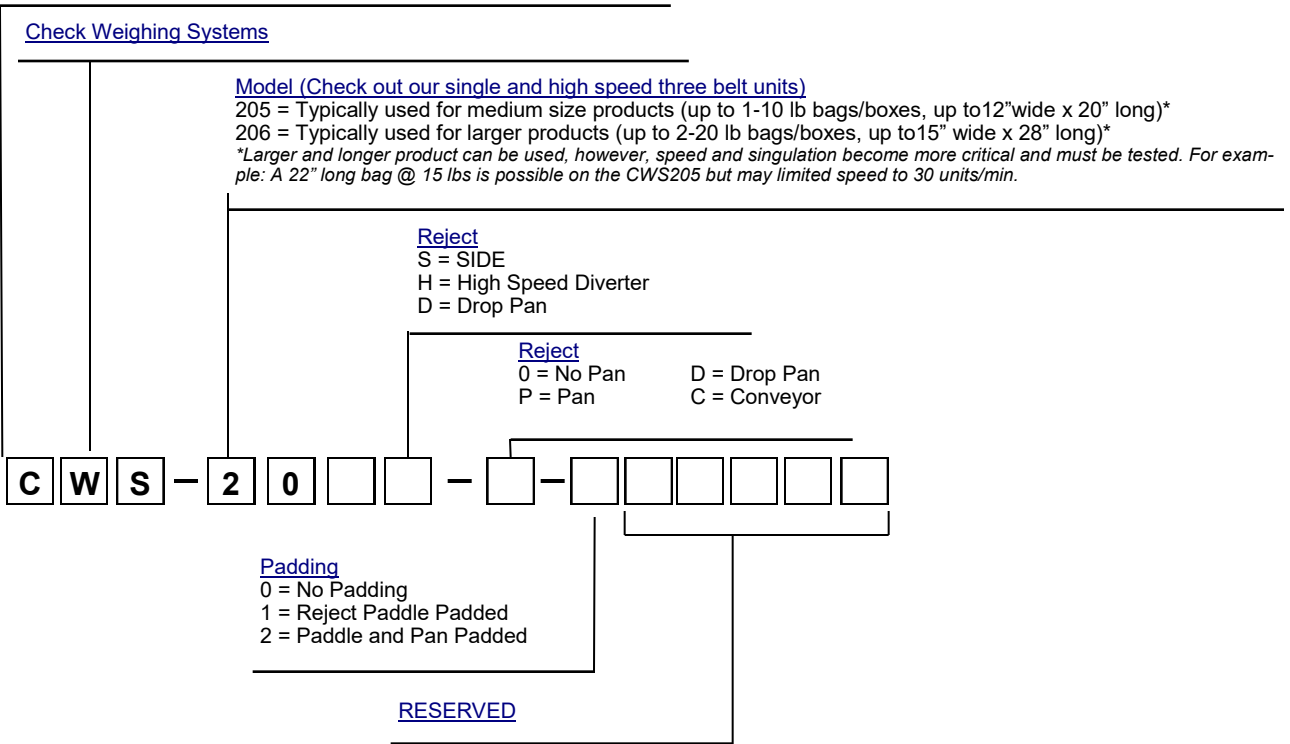 Check Weighing Systems
Model (Check out our single and high speed three belt units)
205 = Typically used for medium size products (up to 1-10 lb bags/boxes, up to12”wide x 20” long)*
206 = Typically used for larger products (up to 2-20 lb bags/boxes, up to15” wide x 28” long)*
*Larger and longer product can be used, however, speed and singulation become more critical and must be tested. For exam-
ple: A 22” long bag @ 15 lbs is possible on the CWS205 but may limited speed to 30 units/min.
Reject
S = SIDE
H = High Speed Diverter
D = Drop Pan
Reject
0 = No Pan D = Drop Pan
P = Pan C = Conveyor
C W S – 2 0 – –
Padding
0 = No Padding
1 = Reject Paddle Padded
2 = Paddle and Pan Padded
RESERVED